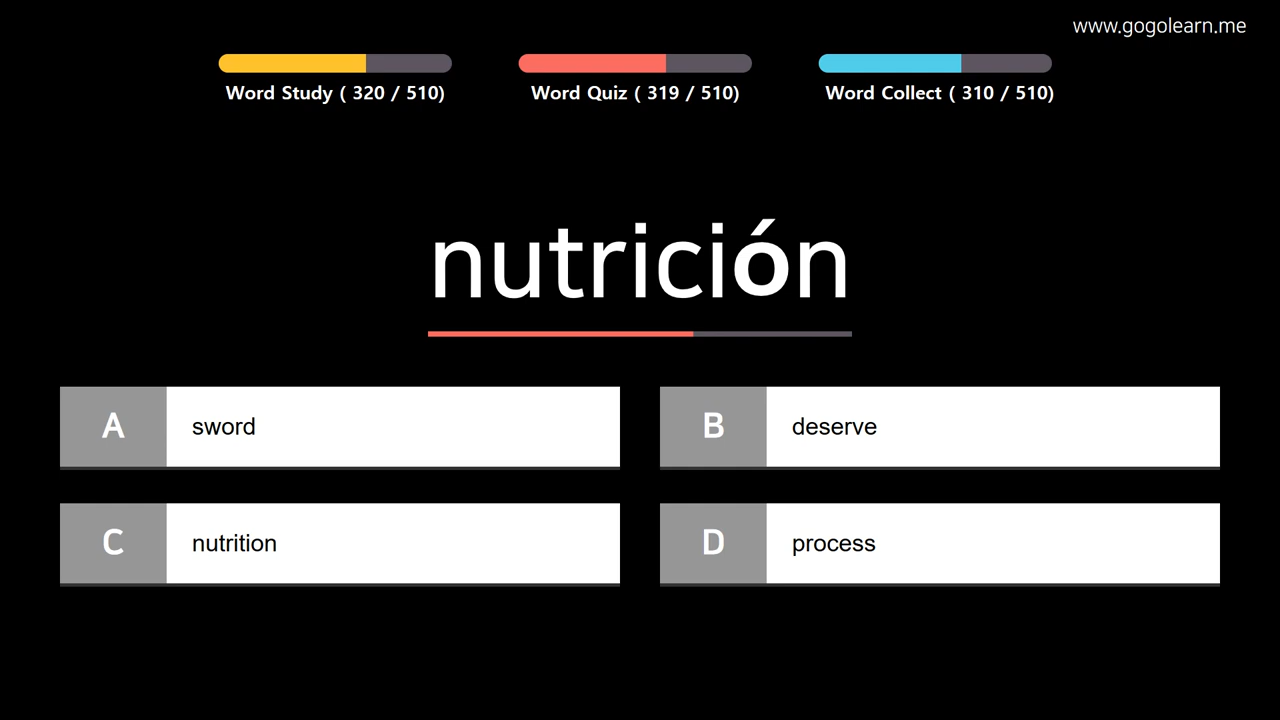 www.gogolearn.me
Word Study ( 320 / 510)
Word Quiz ( 319 / 510)
Word Collect ( 310 / 510)
nutrición
A sword
B deserve
C nutrition
D process